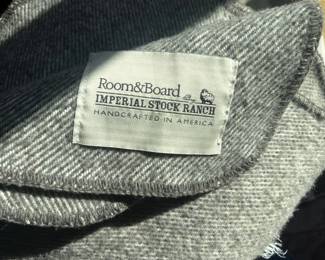 Room&Board
IMPERIAL STOCK RANCH
HANDCRAFTED IN AMERICA